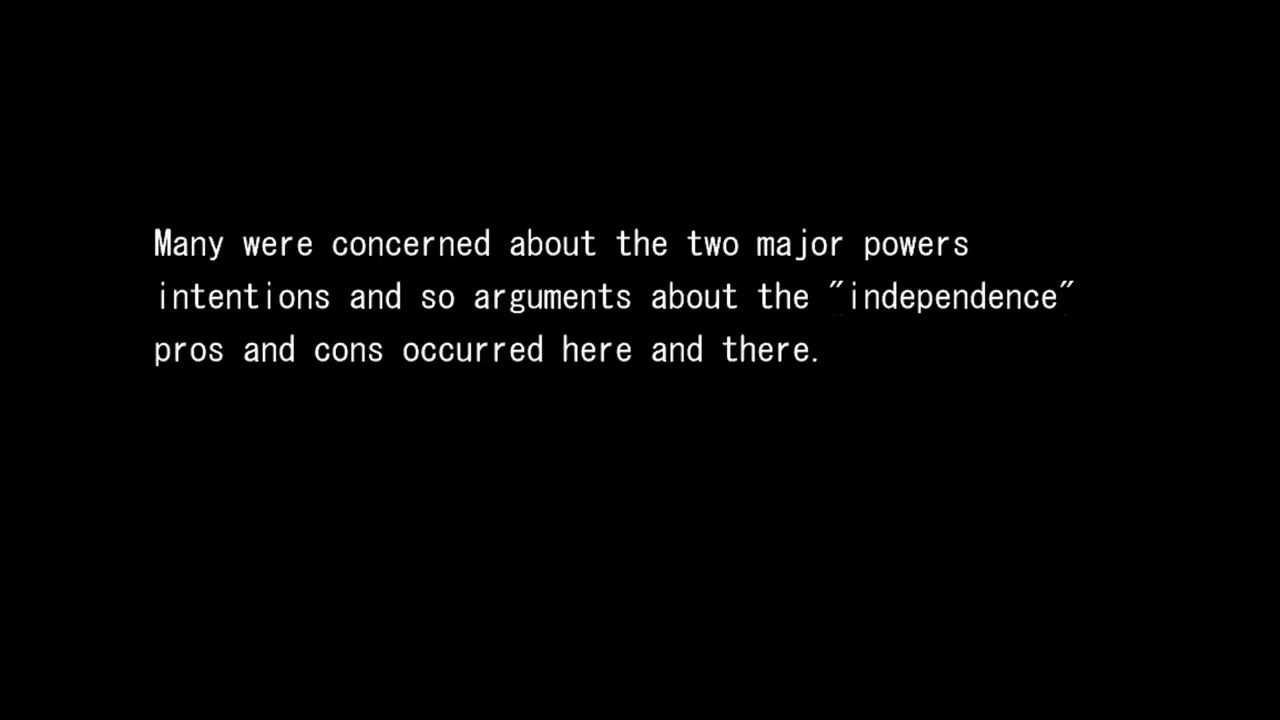 Many were concerned about the two major powers
intentions and so arguments about the "independence"
pros and cons occurred here and there.